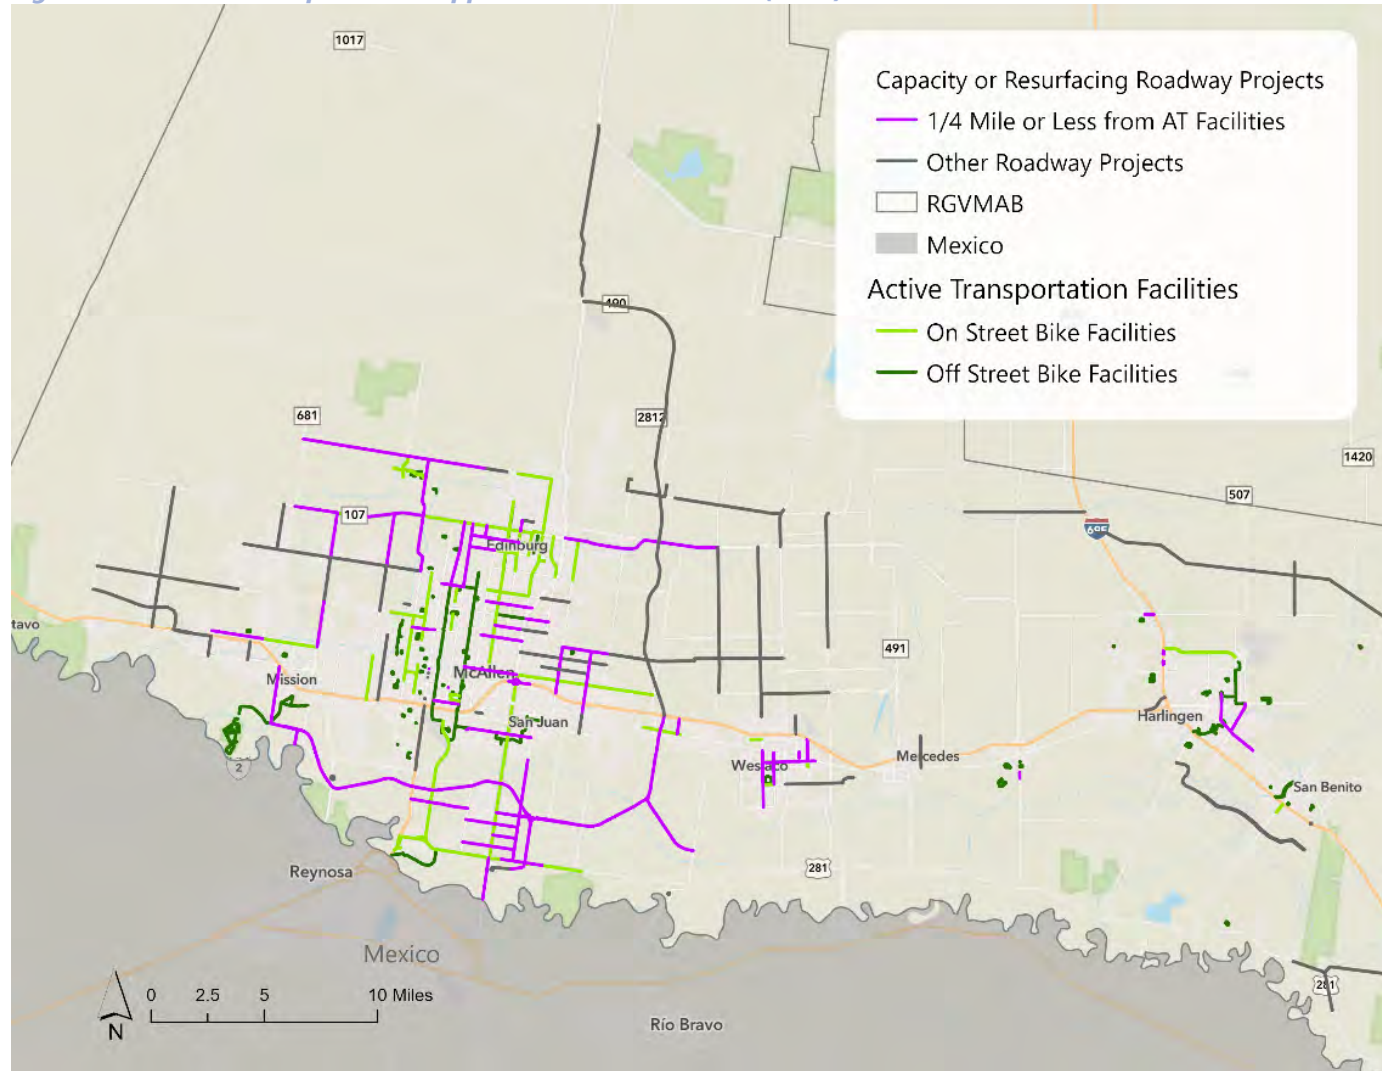 1017
Capacity or Resurfacing Roadway Projects
1/4 Mile or Less from AT Facilities
Other Roadway Projects
RGVMAB
Mexico
Active Transportation Facilities
On Street Bike Facilities
Off Street Bike Facilities
490
681
2812
1420
507
107
Edinburg
tavo
491
McAllen
Mission
San Juan
Harlingen
Mercedes
Weslaco
2
San Benito
281
Reynosa
Mexico
281
0 2.5 5 10 Miles
N
Río Bravo